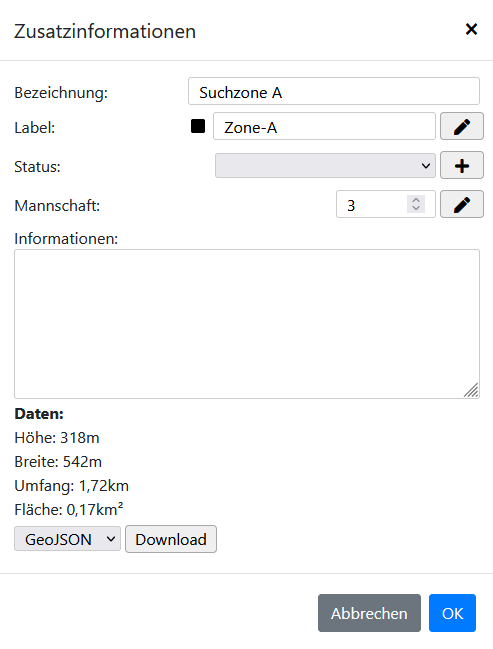 Zusatzinformationen ×
Bezeichnung: Suchzone A
Label: Zone-A
Status:
Mannschaft: 3
Informationen:
Daten:
Höhe: 318m
Breite: 542m
Umfang: 1,72km
Fläche: 0,17km²
GeoJSON Download
Abbrechen OK